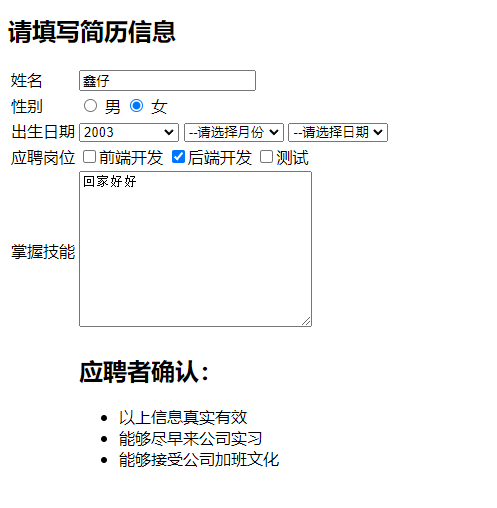 请填写简历信息
姓名 鑫仔
性别 男 女
出生日期 2003 --请选择月份 --请选择日期
应聘岗位 前端开发 后端开发 测试
回家好好
掌握技能
应聘者确认：
以上信息真实有效
能够尽早来公司实习
能够接受公司加班文化